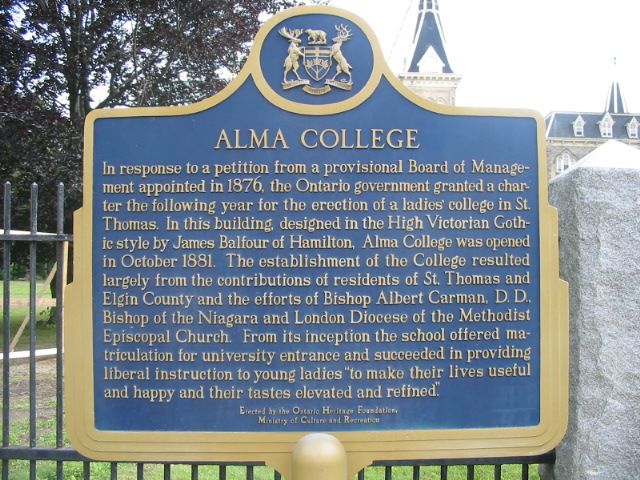 ALMA COLLEGE
In response to a petition from a provisional Board of Manage-
ment appointed in 1876, the Ontario government granted a char-
ter the following year for the erection of a ladies' college in St.
Thomas. In this building, designed in the High Victorian Goth-
ic style by James Balfour of Hamilton, Alma College was opened
in October 1881. The establishment of the College resulted
largely from the contributions of residents of St. Thomas and
Elgin County and the efforts of Bishop Albert Carman, D.D.,
Bishop of the Niagara and London Diocese of the Methodist
Episcopal Church. From its inception the school offered ma-
triculation for university entrance and succeeded in providing
liberal instruction to young ladies "to make their lives useful
and happy and their tastes elevated and refined".
Erected by the Ontario Heritage Foundation,
Ministry of Culture and Recreation